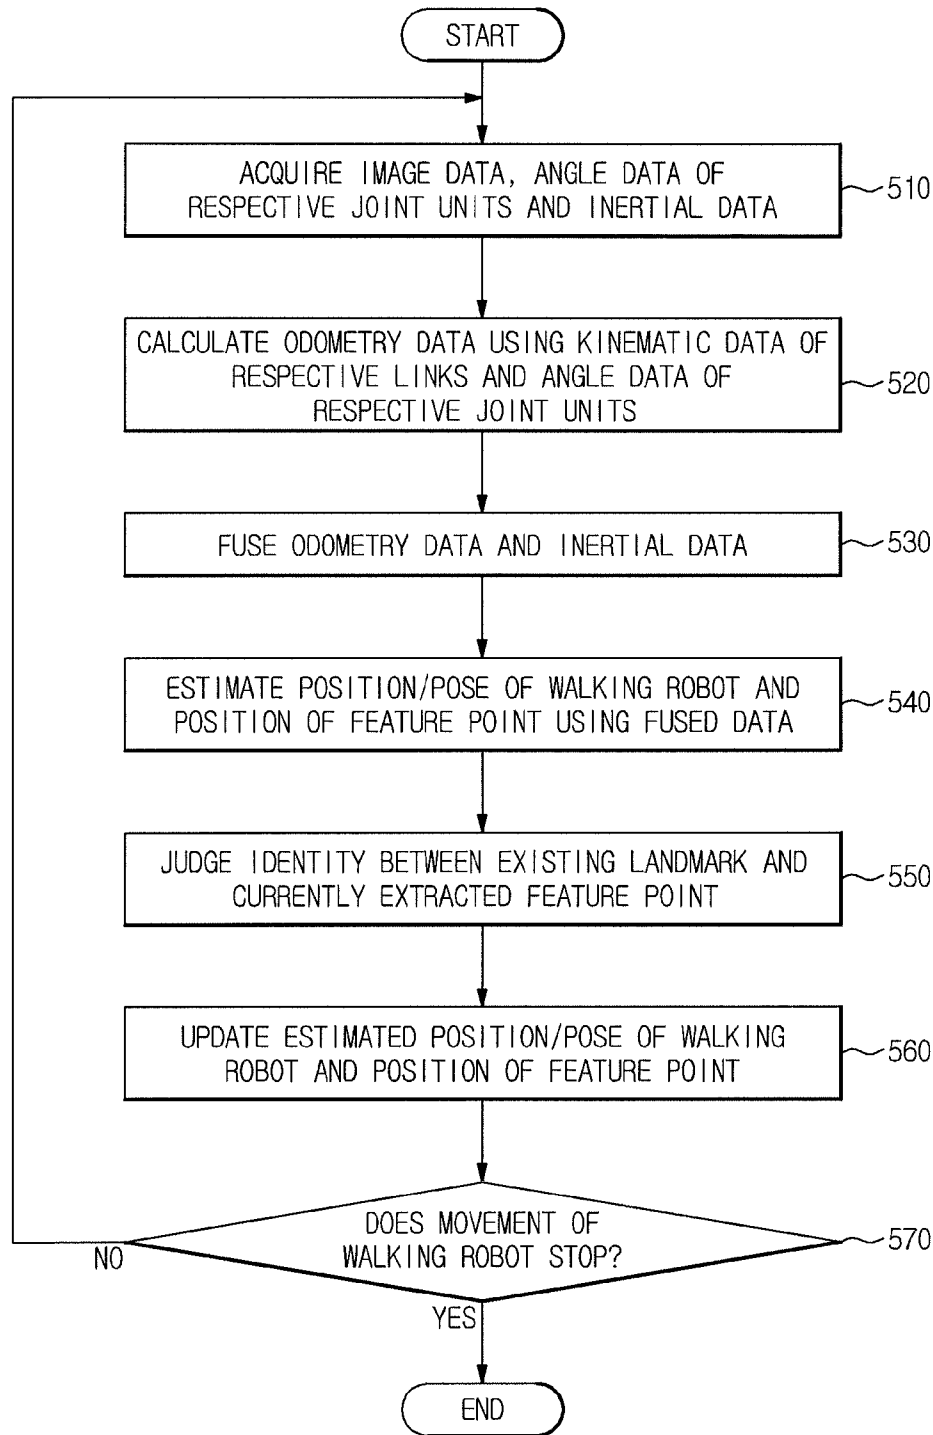 START
ACQUIRE IMAGE DATA, ANGLE DATA OF
RESPECTIVE JOINT UNITS AND INERTIAL DATA
510
CALCULATE ODOMETRY DATA USING KINEMATIC DATA OF
RESPECTIVE LINKS AND ANGLE DATA OF
RESPECTIVE JOINT UNITS
520
FUSE ODOMETRY DATA AND INERTIAL DATA
530
ESTIMATE POSITION/POSE OF WALKING ROBOT AND
POSITION OF FEATURE POINT USING FUSED DATA
540
JUDGE IDENTITY BETWEEN EXISTING LANDMARK AND
CURRENTLY EXTRACTED FEATURE POINT
550
UPDATE ESTIMATED POSITION/POSE OF WALKING
ROBOT AND POSITION OF FEATURE POINT
560
DOES MOVEMENT OF
WALKING ROBOT STOP?
570
NO
YES
END